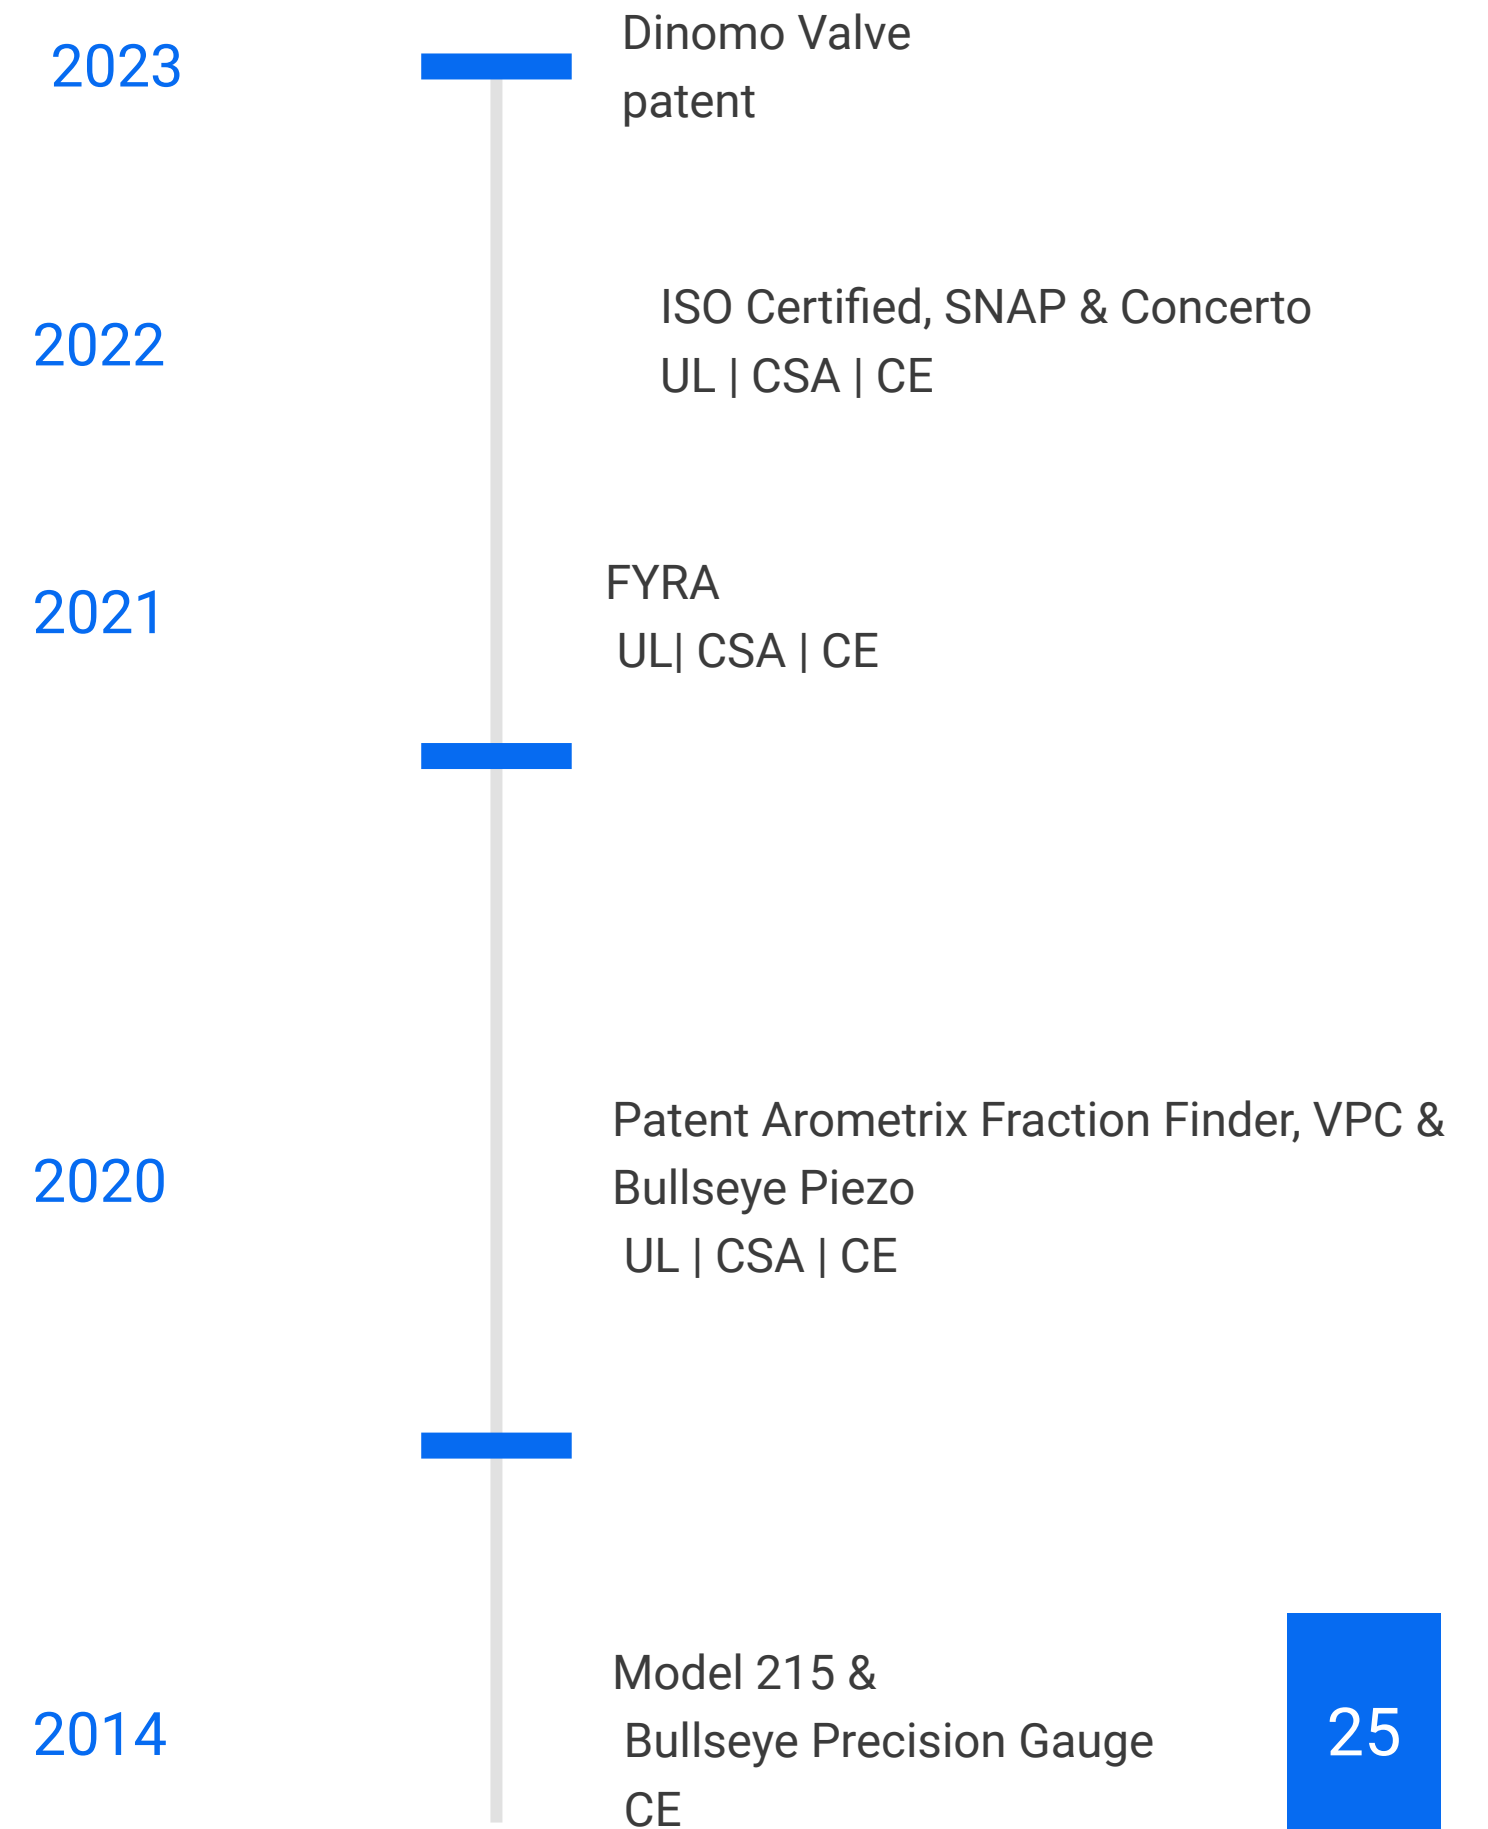 2023
Dinomo Valve
patent
2022
ISO Certified, SNAP & Concerto
UL | CSA | CE
2021
FYRA
UL| CSA | CE
2020
Patent Arometrix Fraction Finder, VPC &
Bullseye Piezo
UL | CSA | CE
2014
Model 215 &
Bullseye Precision Gauge
CE
25